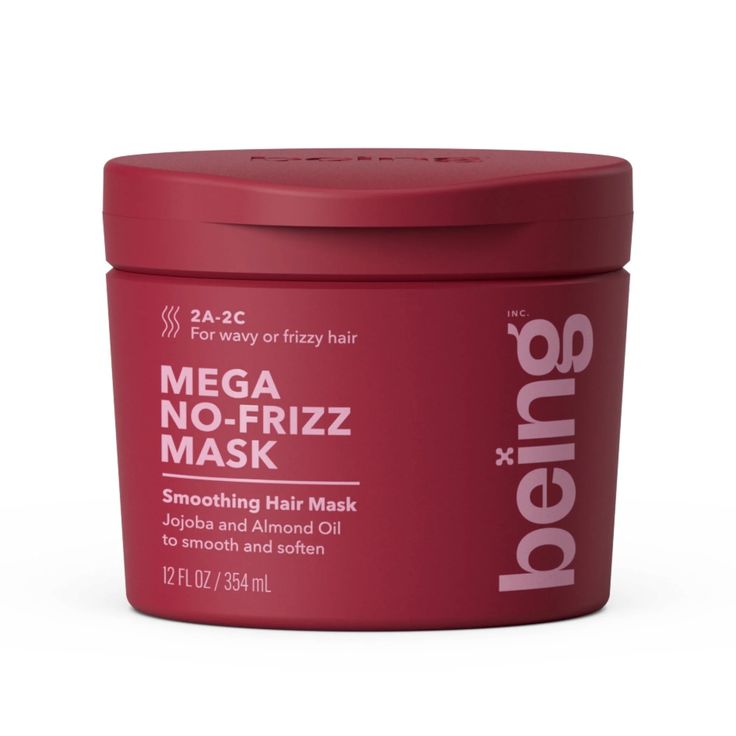 being
2A-2C
For wavy or frizzy hair
MEGA
NO-FRIZZ
MASK
Smoothing Hair Mask
Jojoba and Almond Oil
to smooth and soften
12 FL OZ / 354 mL
being
INC.